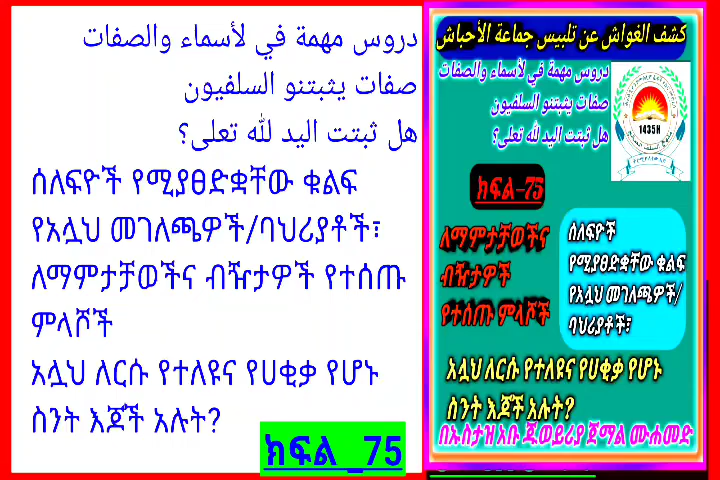 دروس مهمة في لأسماء والصفات
صفات يثبتنو السلفيون
هل ثبتت اليد لله تعلى؟
ሰለፍዮች የሚያፀድቋቸው ቁልፍ
የአሏህ መገለጫዎች/ባህሪያቶች፣
ለማምታቻወችና ብዥታዎች የተሰጡ
ምላሾች
አሏህ ለርሱ የተለዩና የሀቂቃ የሆኑ
ስንት እጆች አሉት?
ክፍል _75
كشف الغواش عن تلبيس جماعة الأحباش
دروس مهمة في لأسماء والصفات
صفات يثبتنو السلفيون
هل ثبتت اليد لله تعلى؟
1435H
ክፍል-75
ለማምታቻወችና
ብዥታዎች
የተሰጡ ምላሾች
ሰለፍዮች
የሚያፀድቋቸው ቁልፍ
የአሏህ መገለጫዎች/
ባህሪያቶች፣
አሏህ ለርሱ የተለዩና የሀቂቃ የሆኑ
ስንት እጆች አሉት?
በኡስታዝ አቡ ጁወይሪያ ጀማል ሙሐመድ